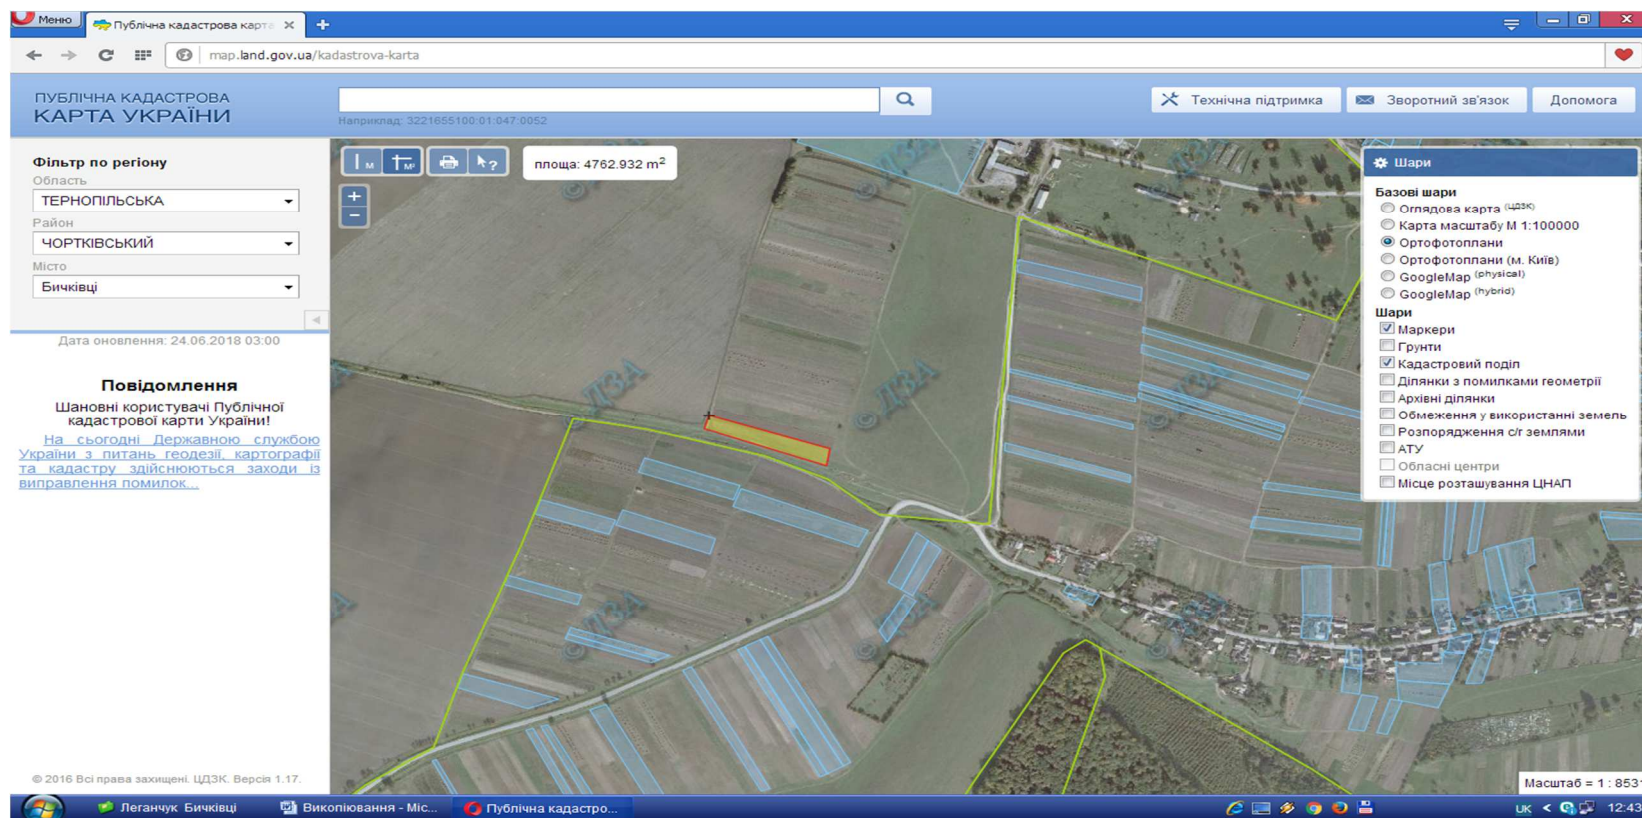 Меню
Публічна кадастрова карт
map.land.gov.ua/kadastrova-karta
ПУБЛІЧНА КАДАСТРОВА
КАРТА УКРАЇНИ
Наприклад: 3221655100:01:047:0052
Технічна підтримка
Зворотний зв'язок
Допомога
Фільтр по регіону
Область
ТЕРНОПІЛЬСЬКА
Район
ЧОРТКІВСЬКИЙ
Місто
Бичківці
Дата оновлення: 24.06.2018 03:00
Повідомлення
Шановні користувачі Публічної
кадастрової карти України!
На сьогодні Державною службою
України з питань геодезії, картографії
та кадастру здійснюються заходи із
виправлення помилок...
© 2016 Всі права захищені. ЦДЗК. Версія 1.17.
м
м²
площа: 4762.932 m²
© ДЗА
Шари
Базові шари
Оглядова карта (ЦДЗК)
Карта масштабу М 1:100000
Ортофотоплани
Ортофотоплани (м. Київ)
GoogleMap (physical)
GoogleMap (hybrid)
Шари
Маркери
Грунти
Кадастровий поділ
Ділянки з помилками геометрії
Архівні ділянки
Обмеження у використанні земель
Розпорядження с/г землями
АТУ
Обласні центри
Місце розташування ЦНАП
Масштаб = 1 : 8531
Леганчук Бичківці
Викопіювання - Міс...
Публічна кадастро...
UK
12:43